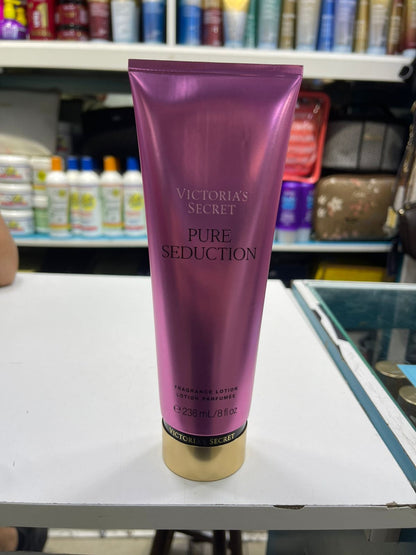 VICTORIA'S
SECRET
PURE
SEDUCTION
FRAGRANCE LOTION
LOTION PARFUMÉE
℮ 236 mL/8 fl oz
VICTORIA'S SECRET